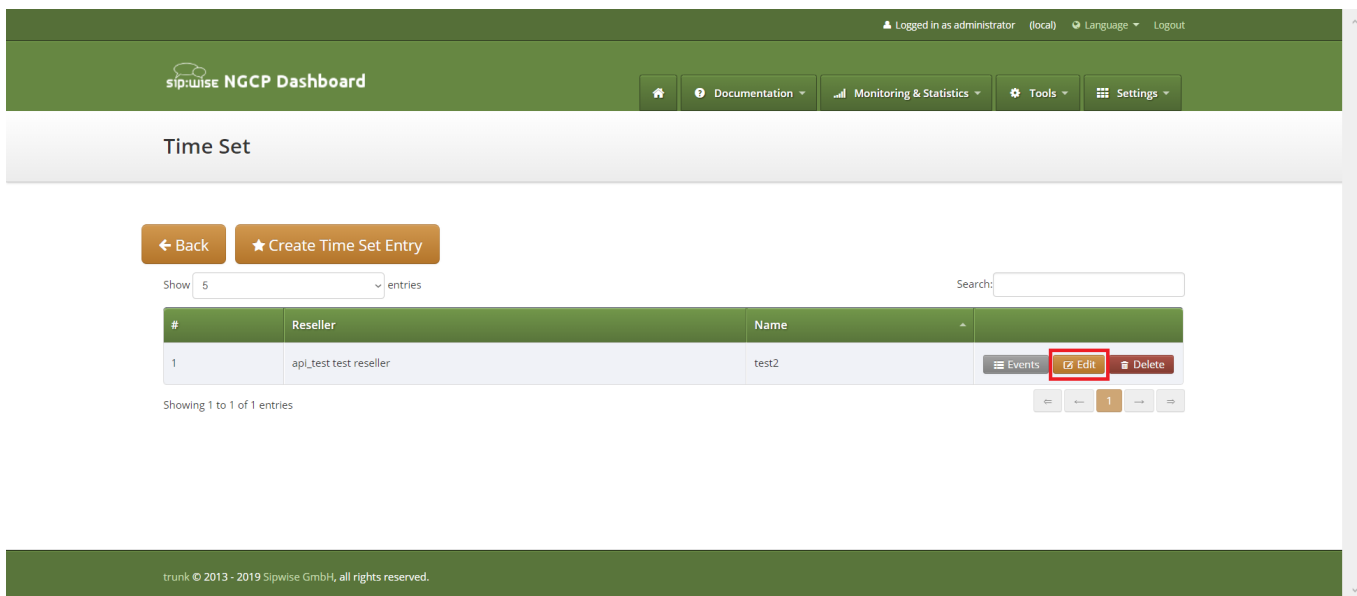 Logged in as administrator (local) Language Logout
sip:wise NGCP Dashboard
Documentation Monitoring & Statistics Tools Settings
Time Set
Back Create Time Set Entry
Show 5 entries Search:
# Reseller Name
1 api_test test reseller test2 Events Edit Delete
Showing 1 to 1 of 1 entries ⇐ ← 1 → ⇒
trunk © 2013 - 2019 Sipwise GmbH, all rights reserved.